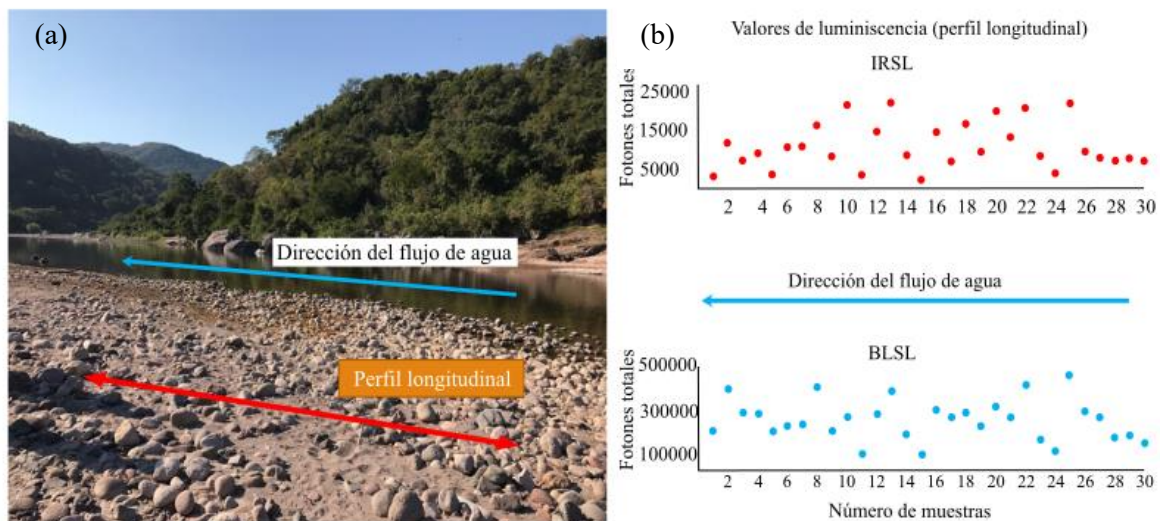 (a)
Dirección del flujo de agua
Perfil longitudinal
(b)
Valores de luminiscencia (perfil longitudinal)
IRSL
Fotones totales
25000
15000
5000
2 4 6 8 10 12 14 16 18 20 22 24 26 28 30
Dirección del flujo de agua
BLSL
Fotones totales
500000
300000
100000
2 4 6 8 10 12 14 16 18 20 22 24 26 28 30
Número de muestras